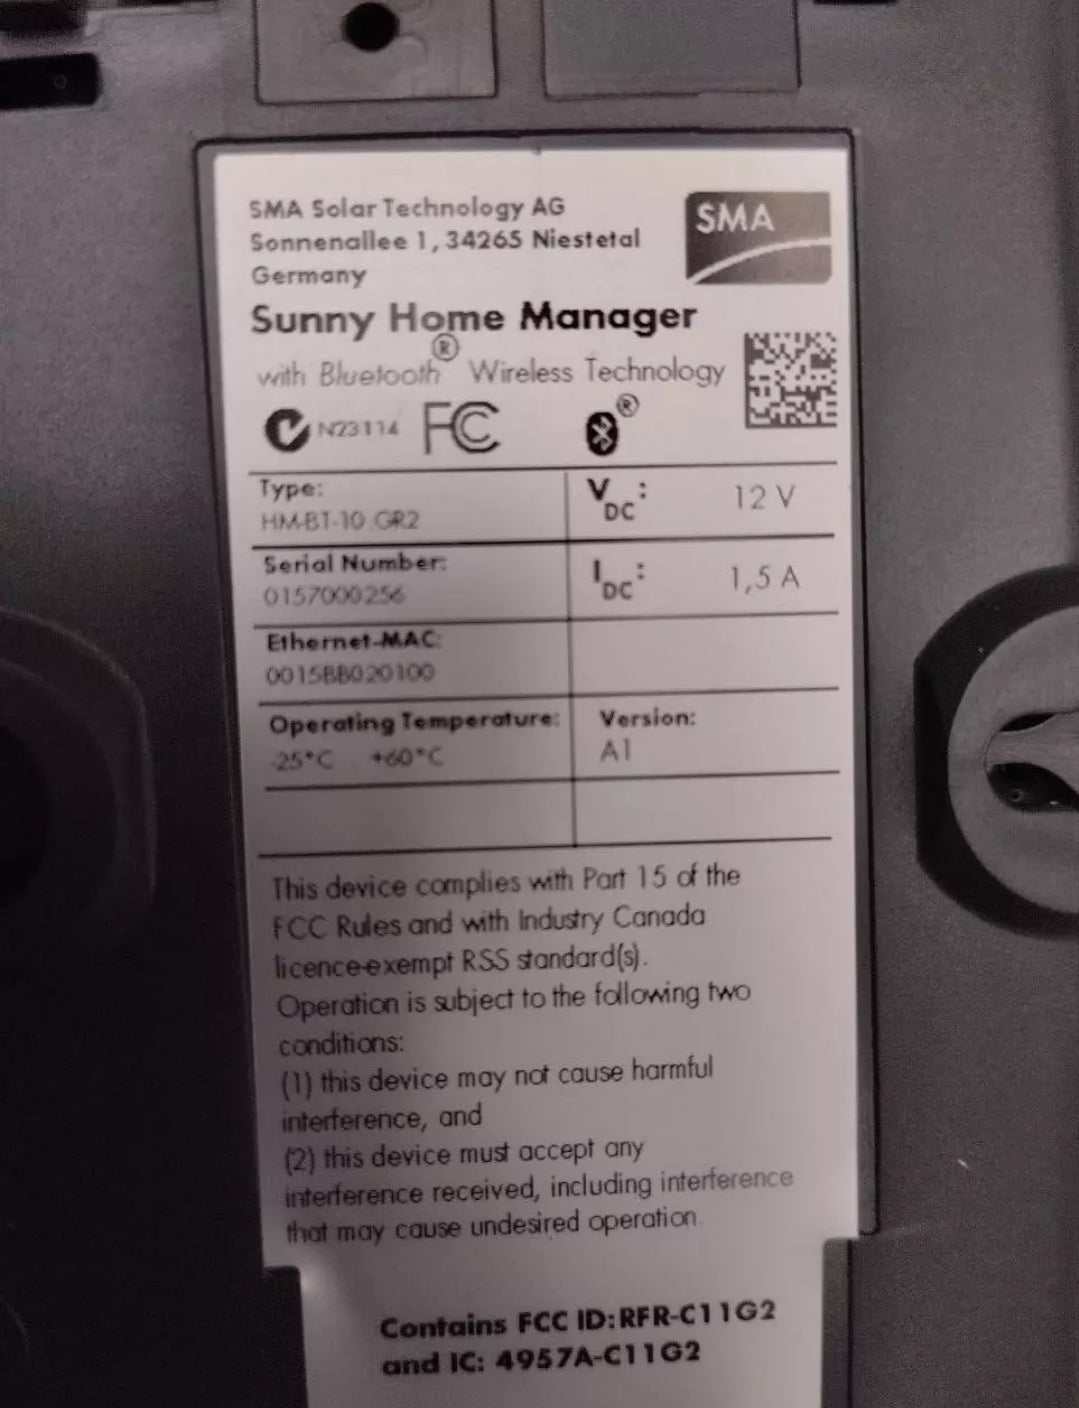 SMA Solar Technology AG
Sonnenallee 1, 34265 Niestetal
Germany
SMA
Sunny Home Manager
with Bluetooth® Wireless Technology
N23114 FC ®
Type:
HM-BT-10.GR2
VDC: 12 V
Serial Number:
0157000256
IDC: 1,5 A
Ethernet-MAC:
0015BB020100
Operating Temperature:
-25°C +60°C
Version:
A1
This device complies with Part 15 of the
FCC Rules and with Industry Canada
licence-exempt RSS standard(s).
Operation is subject to the following two
conditions:
(1) this device may not cause harmful
interference, and
(2) this device must accept any
interference received, including interference
that may cause undesired operation.
Contains FCC ID:RFR-C11G2
and IC: 4957A-C11G2